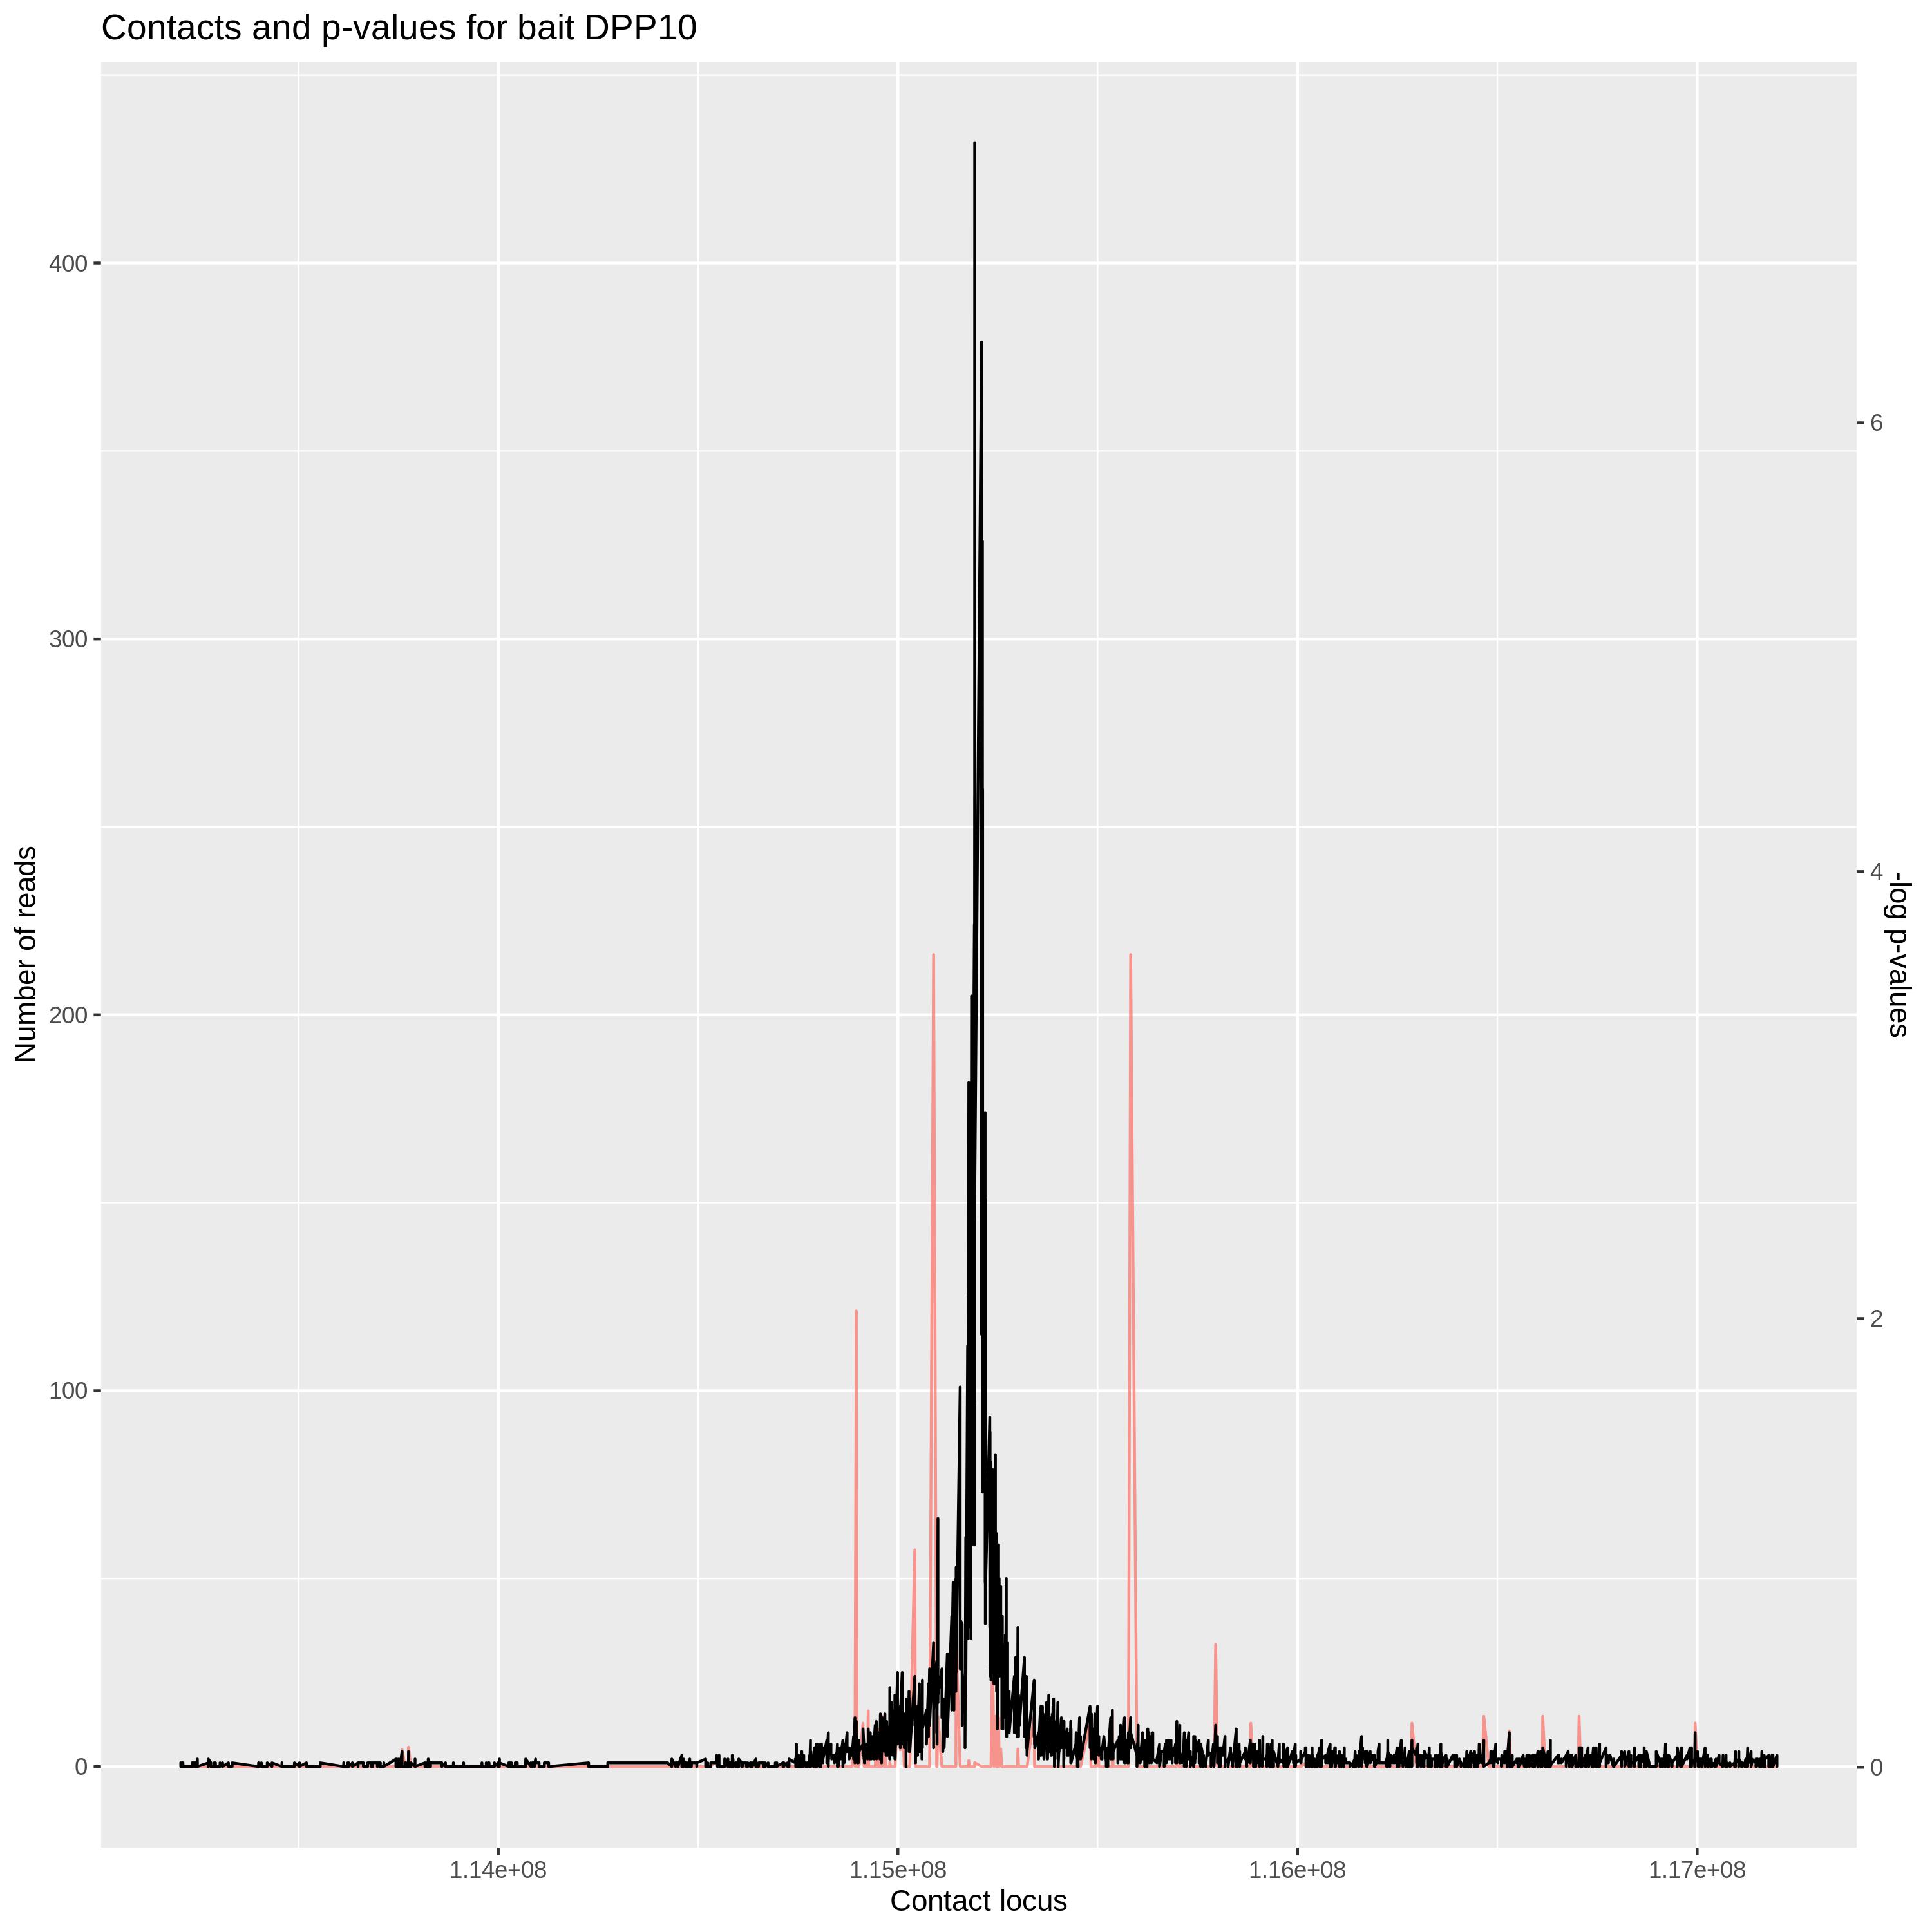 Contacts and p-values for bait DPP10
400
300
200
100
0
Number of reads
6
4
2
0
-log p-values
1.14e+08
1.15e+08
1.16e+08
1.17e+08
Contact locus